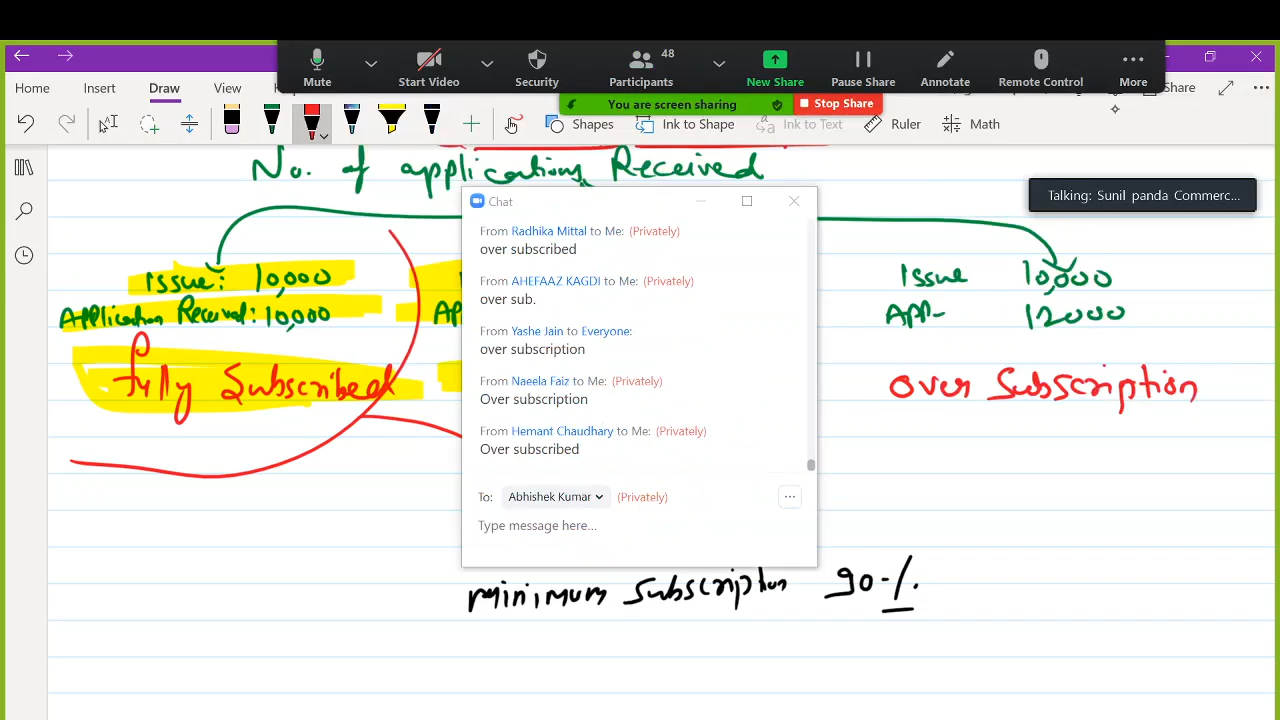 Mute
Start Video
Security
48
Participants
New Share
Pause Share
Annotate
Remote Control
More
You are screen sharing
Stop Share
Home
Insert
Draw
View
Share
Shapes
Ink to Shape
Ink to Text
Ruler
Math
No. of applications Received
Talking: Sunil panda Commerc...
Issue: 10,000
Application Received: 10,000
fully Subscribed
Chat
From Radhika Mittal to Me: (Privately)
over subscribed
From AHEFAAZ KAGDI to Me: (Privately)
over sub.
From Yashe Jain to Everyone:
over subscription
From Naeela Faiz to Me: (Privately)
Over subscription
From Hemant Chaudhary to Me: (Privately)
Over subscribed
To: Abhishek Kumar (Privately)
Type message here...
Issue 10,000
APP- 12000
Over Subscription
minimum Subscription 90-/.